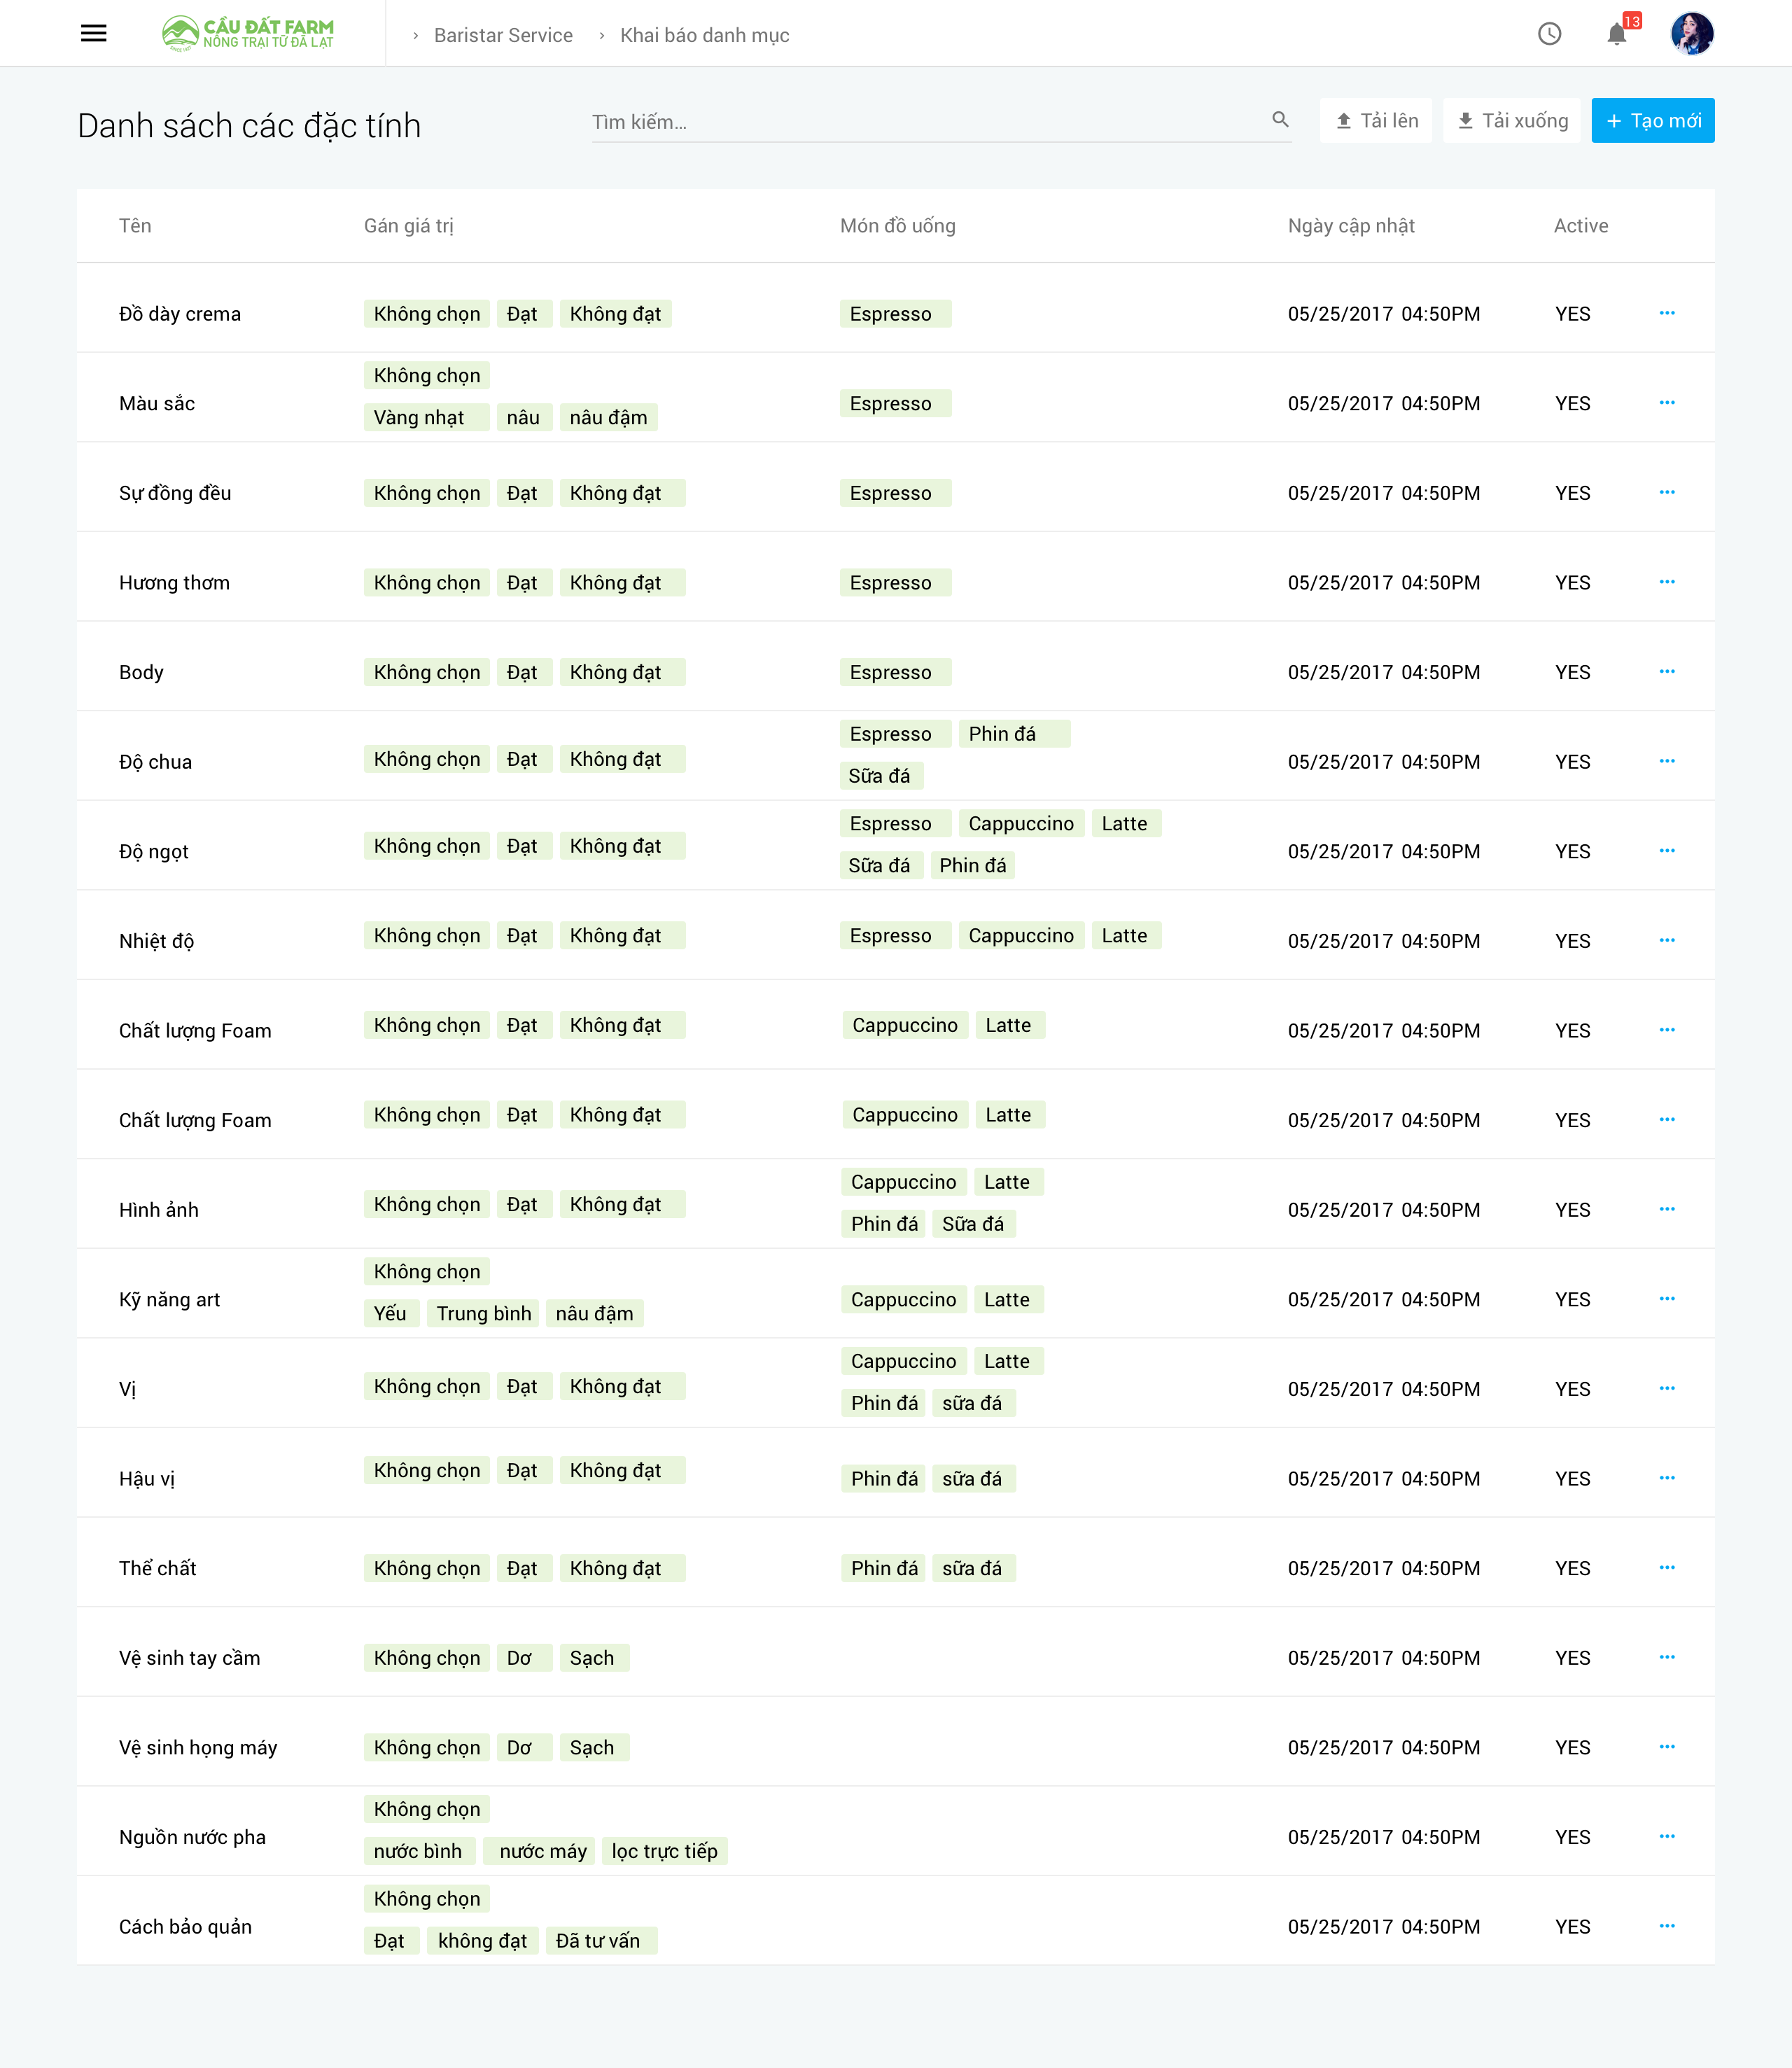 CẦU ĐẤT FARM
NÔNG TRẠI TỪ ĐÀ LẠT
SINCE 1927
› Baristar Service › Khai báo danh mục
13
Danh sách các đặc tính
Tìm kiếm...
Tải lên
Tải xuống
+ Tạo mới
Tên Gán giá trị Món đồ uống Ngày cập nhật Active
Đồ dày crema Không chọn Đạt Không đạt Espresso 05/25/2017 04:50PM YES
Không chọn
Màu sắc Espresso 05/25/2017 04:50PM YES
Vàng nhạt nâu nâu đậm
Sự đồng đều Không chọn Đạt Không đạt Espresso 05/25/2017 04:50PM YES
Hương thơm Không chọn Đạt Không đạt Espresso 05/25/2017 04:50PM YES
Body Không chọn Đạt Không đạt Espresso 05/25/2017 04:50PM YES
Espresso Phin đá
Độ chua Không chọn Đạt Không đạt 05/25/2017 04:50PM YES
Sữa đá
Espresso Cappuccino Latte
Độ ngọt Không chọn Đạt Không đạt 05/25/2017 04:50PM YES
Sữa đá Phin đá
Nhiệt độ Không chọn Đạt Không đạt Espresso Cappuccino Latte 05/25/2017 04:50PM YES
Chất lượng Foam Không chọn Đạt Không đạt Cappuccino Latte 05/25/2017 04:50PM YES
Chất lượng Foam Không chọn Đạt Không đạt Cappuccino Latte 05/25/2017 04:50PM YES
Cappuccino Latte
Hình ảnh Không chọn Đạt Không đạt 05/25/2017 04:50PM YES
Phin đá Sữa đá
Không chọn
Kỹ năng art Cappuccino Latte 05/25/2017 04:50PM YES
Yếu Trung bình nâu đậm
Cappuccino Latte
Vị Không chọn Đạt Không đạt 05/25/2017 04:50PM YES
Phin đá sữa đá
Hậu vị Không chọn Đạt Không đạt Phin đá sữa đá 05/25/2017 04:50PM YES
Thể chất Không chọn Đạt Không đạt Phin đá sữa đá 05/25/2017 04:50PM YES
Vệ sinh tay cầm Không chọn Dơ Sạch 05/25/2017 04:50PM YES
Vệ sinh họng máy Không chọn Dơ Sạch 05/25/2017 04:50PM YES
Không chọn
Nguồn nước pha 05/25/2017 04:50PM YES
nước bình nước máy lọc trực tiếp
Không chọn
Cách bảo quản 05/25/2017 04:50PM YES
Đạt không đạt Đã tư vấn